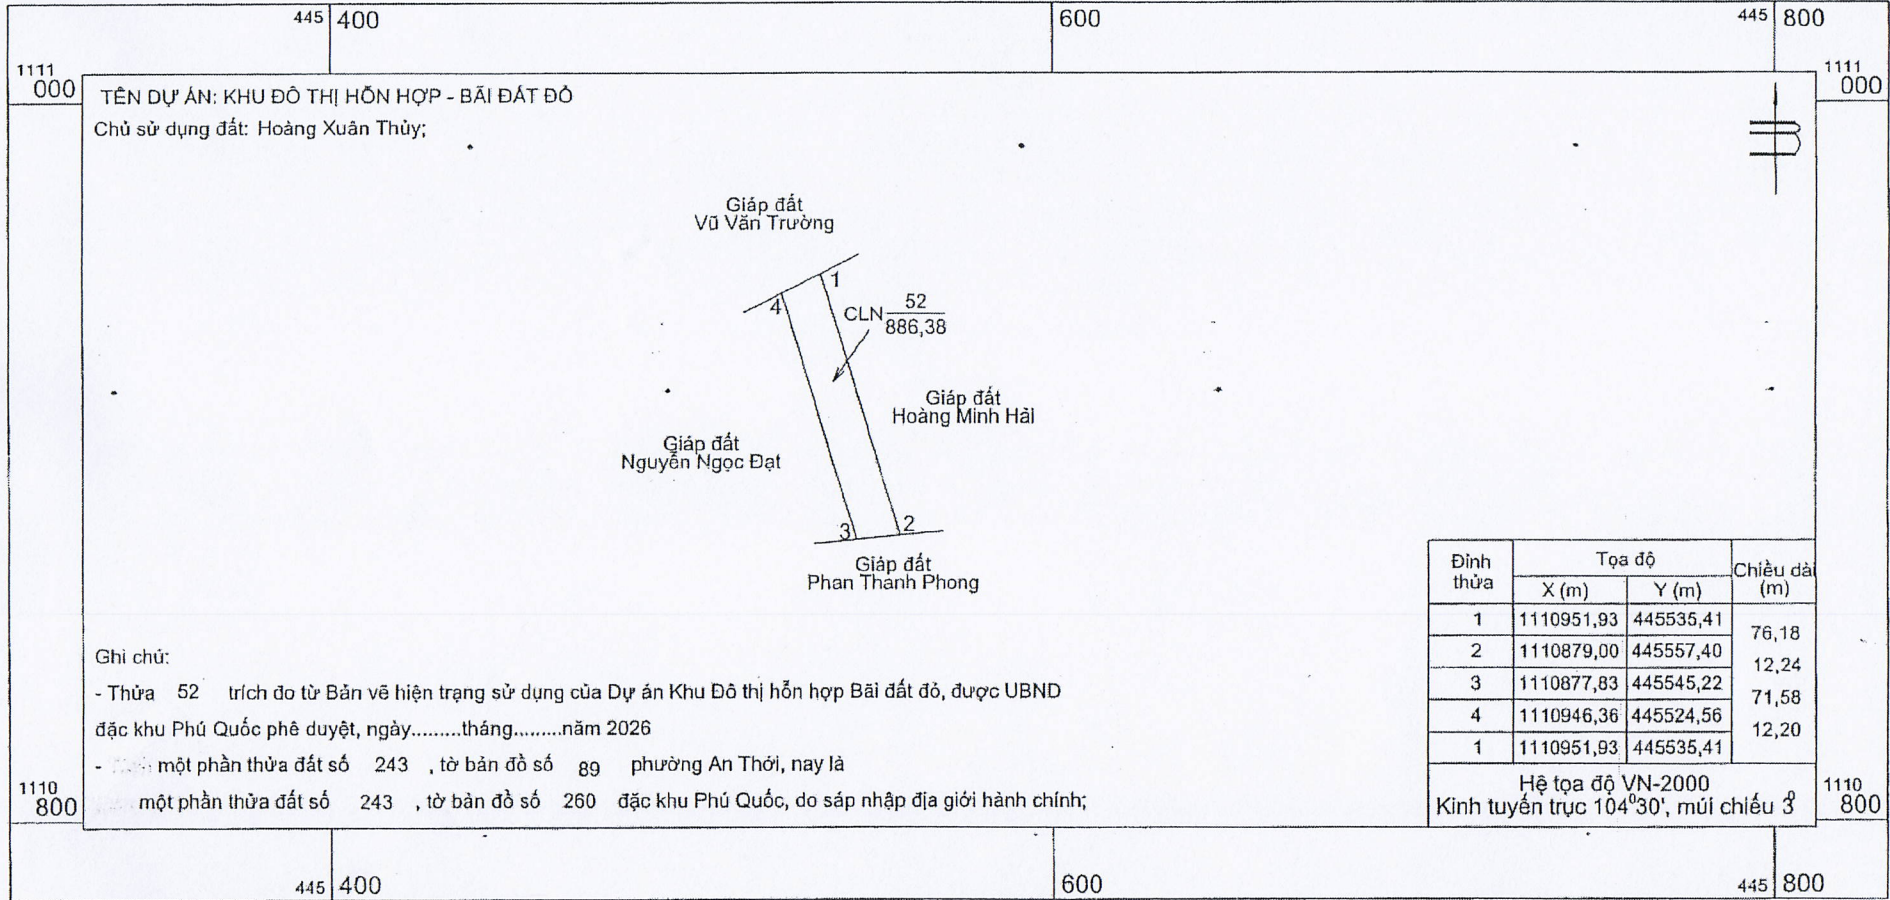 445 400 600 445 800
1111
000
1111
000
TÊN DỰ ÁN: KHU ĐÔ THỊ HỖN HỢP - BÃI ĐẤT ĐỎ
Chủ sử dụng đất: Hoàng Xuân Thủy;
Giáp đất
Vũ Văn Trường
1
4
CLN 52
886,38
Giáp đất
Hoàng Minh Hải
Giáp đất
Nguyễn Ngọc Đạt
3 2
Giáp đất
Phan Thanh Phong
Đỉnh thửa Tọa độ Chiều dài (m)
X (m) Y (m)
1 1110951,93 445535,41
76,18
2 1110879,00 445557,40
12,24
3 1110877,83 445545,22
71,58
4 1110946,36 445524,56
12,20
1 1110951,93 445535,41
Hệ tọa độ VN-2000
Kinh tuyến trục 104⁰30', múi chiếu 3⁰
Ghi chú:
- Thửa 52 trích đo từ Bản vẽ hiện trạng sử dụng của Dự án Khu Đô thị hỗn hợp Bãi đất đỏ, được UBND
đặc khu Phú Quốc phê duyệt, ngày.........tháng.........năm 2026
- một phần thửa đất số 243 , tờ bản đồ số 89 phường An Thới, nay là
một phần thửa đất số 243 , tờ bản đồ số 260 đặc khu Phú Quốc, do sáp nhập địa giới hành chính;
1110
800
1110
800
445 400 600 445 800